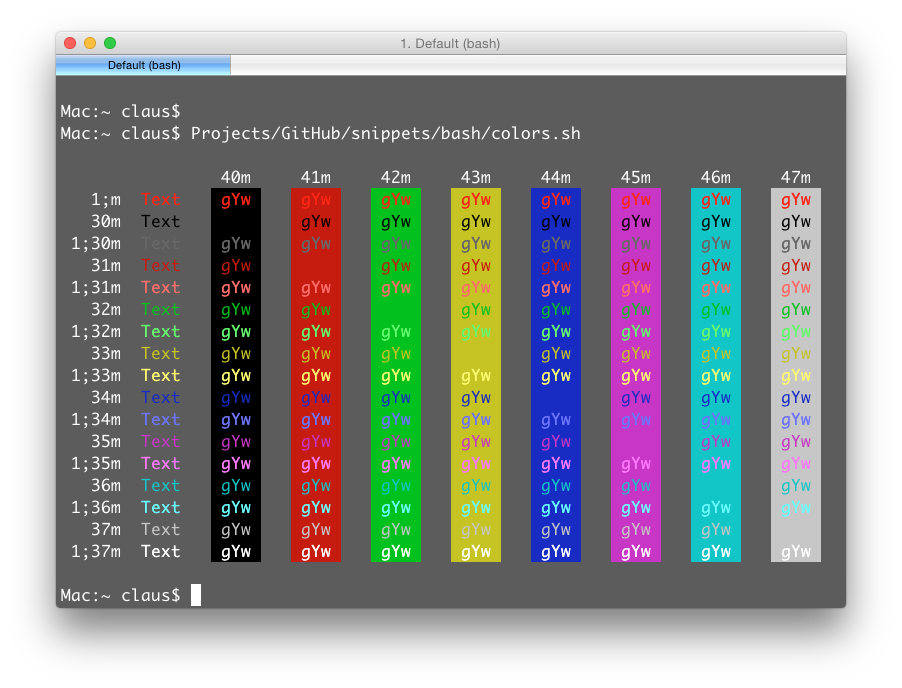 1. Default (bash)
Default (bash)
Mac:~ claus$
Mac:~ claus$ Projects/GitHub/snippets/bash/colors.sh
40m 41m 42m 43m 44m 45m 46m 47m
1;m Text gYw gYw gYw gYw gYw gYw gYw gYw
30m Text gYw gYw gYw gYw gYw gYw gYw
1;30m Text gYw gYw gYw gYw gYw gYw gYw gYw
31m Text gYw gYw gYw gYw gYw gYw gYw
1;31m Text gYw gYw gYw gYw gYw gYw gYw gYw
32m Text gYw gYw gYw gYw gYw gYw gYw
1;32m Text gYw gYw gYw gYw gYw gYw gYw gYw
33m Text gYw gYw gYw gYw gYw gYw gYw
1;33m Text gYw gYw gYw gYw gYw gYw gYw gYw
34m Text gYw gYw gYw gYw gYw gYw gYw
1;34m Text gYw gYw gYw gYw gYw gYw gYw gYw
35m Text gYw gYw gYw gYw gYw gYw gYw
1;35m Text gYw gYw gYw gYw gYw gYw gYw gYw
36m Text gYw gYw gYw gYw gYw gYw gYw
1;36m Text gYw gYw gYw gYw gYw gYw gYw gYw
37m Text gYw gYw gYw gYw gYw gYw gYw
1;37m Text gYw gYw gYw gYw gYw gYw gYw gYw
Mac:~ claus$